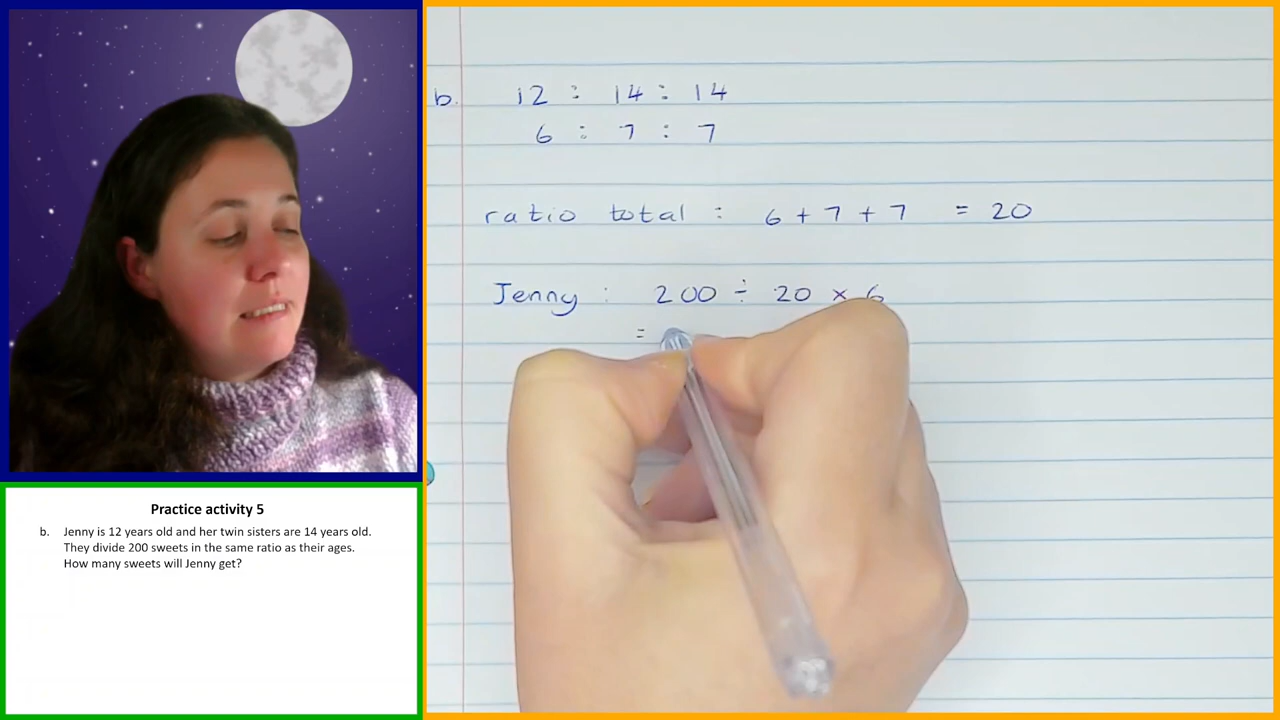 b. 12 : 14 : 14
6 : 7 : 7
ratio total : 6 + 7 + 7 = 20
Jenny : 200 ÷ 20 × 6
=
Practice activity 5
b. Jenny is 12 years old and her twin sisters are 14 years old.
They divide 200 sweets in the same ratio as their ages.
How many sweets will Jenny get?